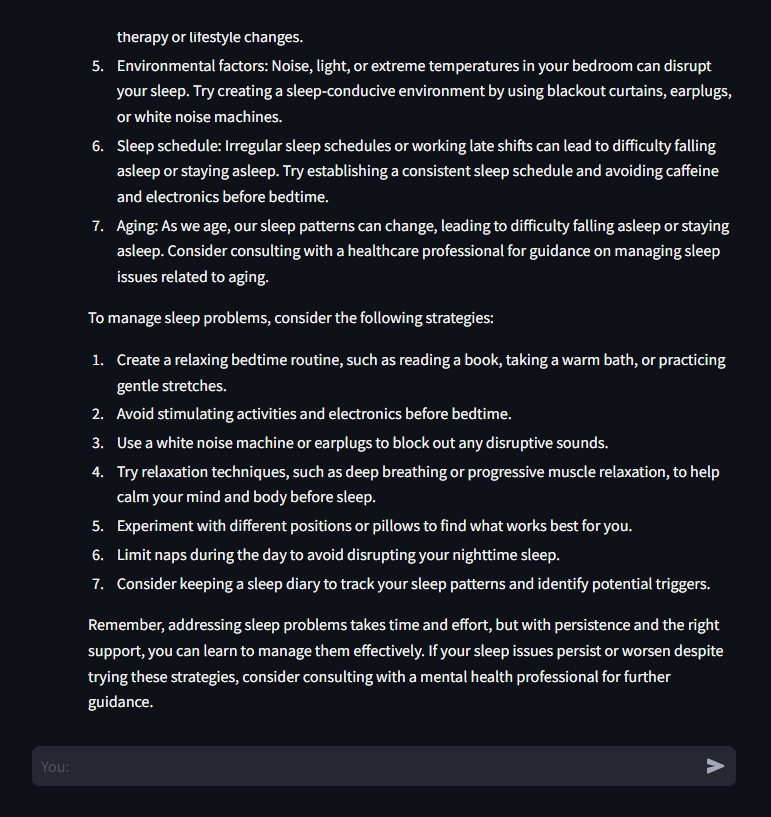 therapy or lifestyle changes.
5. Environmental factors: Noise, light, or extreme temperatures in your bedroom can disrupt
your sleep. Try creating a sleep-conducive environment by using blackout curtains, earplugs,
or white noise machines.
6. Sleep schedule: Irregular sleep schedules or working late shifts can lead to difficulty falling
asleep or staying asleep. Try establishing a consistent sleep schedule and avoiding caffeine
and electronics before bedtime.
7. Aging: As we age, our sleep patterns can change, leading to difficulty falling asleep or staying
asleep. Consider consulting with a healthcare professional for guidance on managing sleep
issues related to aging.
To manage sleep problems, consider the following strategies:
1. Create a relaxing bedtime routine, such as reading a book, taking a warm bath, or practicing
gentle stretches.
2. Avoid stimulating activities and electronics before bedtime.
3. Use a white noise machine or earplugs to block out any disruptive sounds.
4. Try relaxation techniques, such as deep breathing or progressive muscle relaxation, to help
calm your mind and body before sleep.
5. Experiment with different positions or pillows to find what works best for you.
6. Limit naps during the day to avoid disrupting your nighttime sleep.
7. Consider keeping a sleep diary to track your sleep patterns and identify potential triggers.
Remember, addressing sleep problems takes time and effort, but with persistence and the right
support, you can learn to manage them effectively. If your sleep issues persist or worsen despite
trying these strategies, consider consulting with a mental health professional for further
guidance.
You: